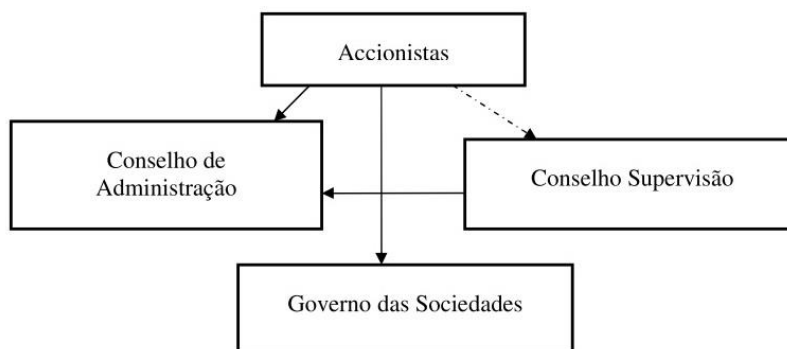 Accionistas
Conselho de
Administração
Conselho Supervisão
Governo das Sociedades